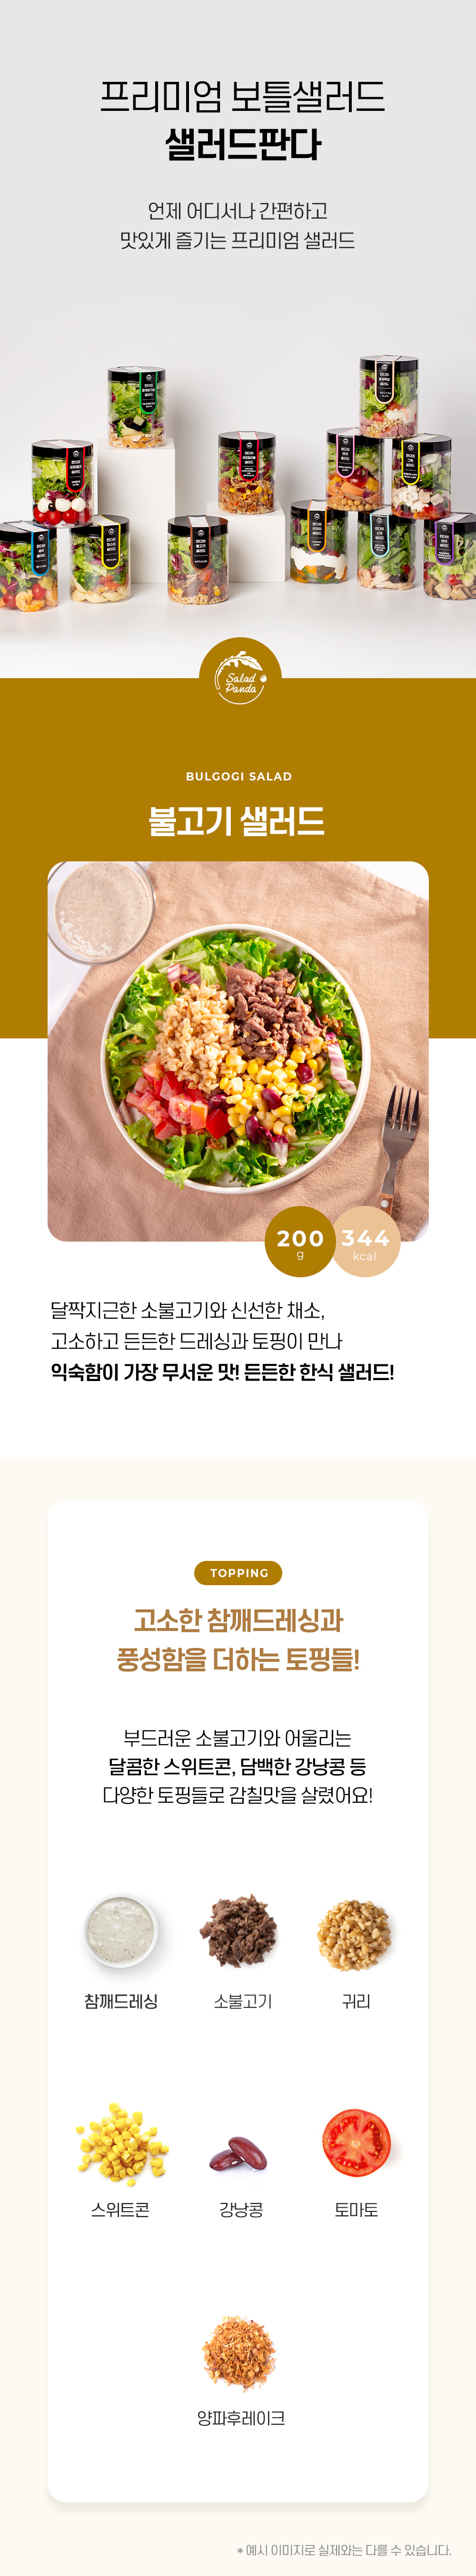 프리미엄 보틀샐러드
샐러드판다
언제 어디서나 간편하고
맛있게 즐기는 프리미엄 샐러드
Salad
Panda
BULGOGI SALAD
불고기 샐러드
200
g
344
kcal
달짝지근한 소불고기와 신선한 채소,
고소하고 든든한 드레싱과 토핑이 만나
익숙함이 가장 무서운 맛! 든든한 한식 샐러드!
TOPPING
고소한 참깨드레싱과
풍성함을 더하는 토핑들!
부드러운 소불고기와 어울리는
달콤한 스위트콘, 담백한 강낭콩 등
다양한 토핑들로 감칠맛을 살렸어요!
참깨드레싱
소불고기
귀리
스위트콘
강낭콩
토마토
양파후레이크
* 예시 이미지로 실제와는 다를 수 있습니다.